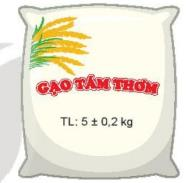 GẠO TÁM THƠM
TL: 5 ± 0,2 kg